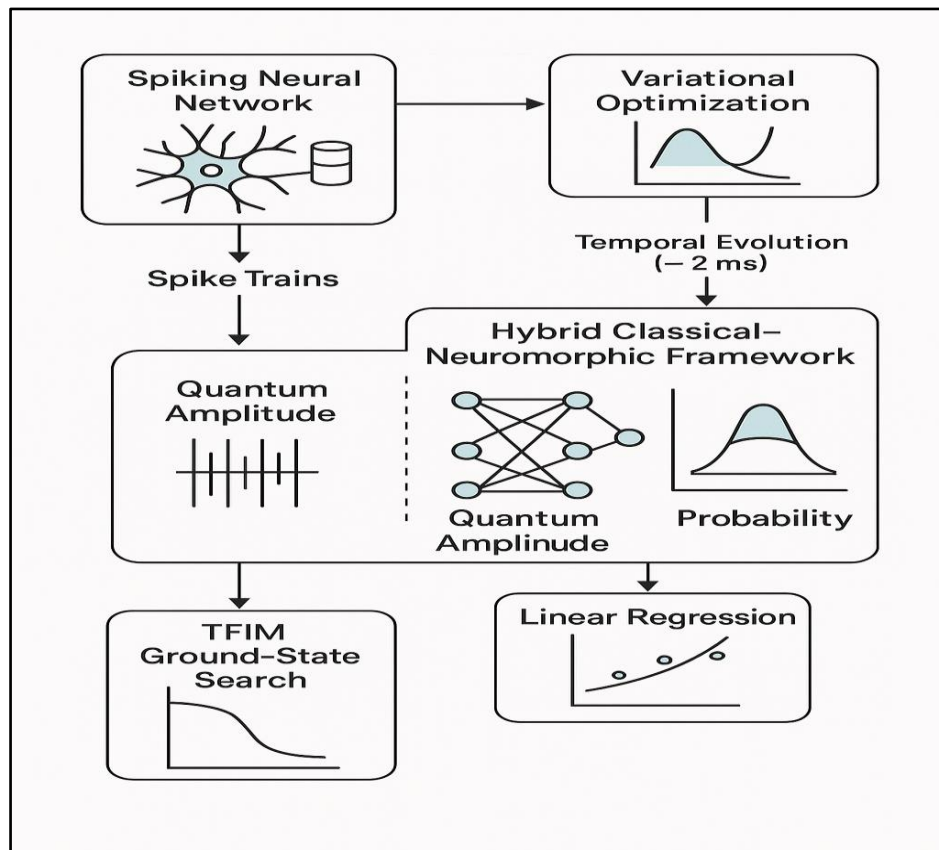 Spiking Neural
Network
Variational
Optimization
Spike Trains
Temporal Evolution
(– 2 ms)
Hybrid Classical–
Neuromorphic Framework
Quantum
Amplitude
Quantum
Amplinude
Probability
TFIM
Ground–State
Search
Linear Regression